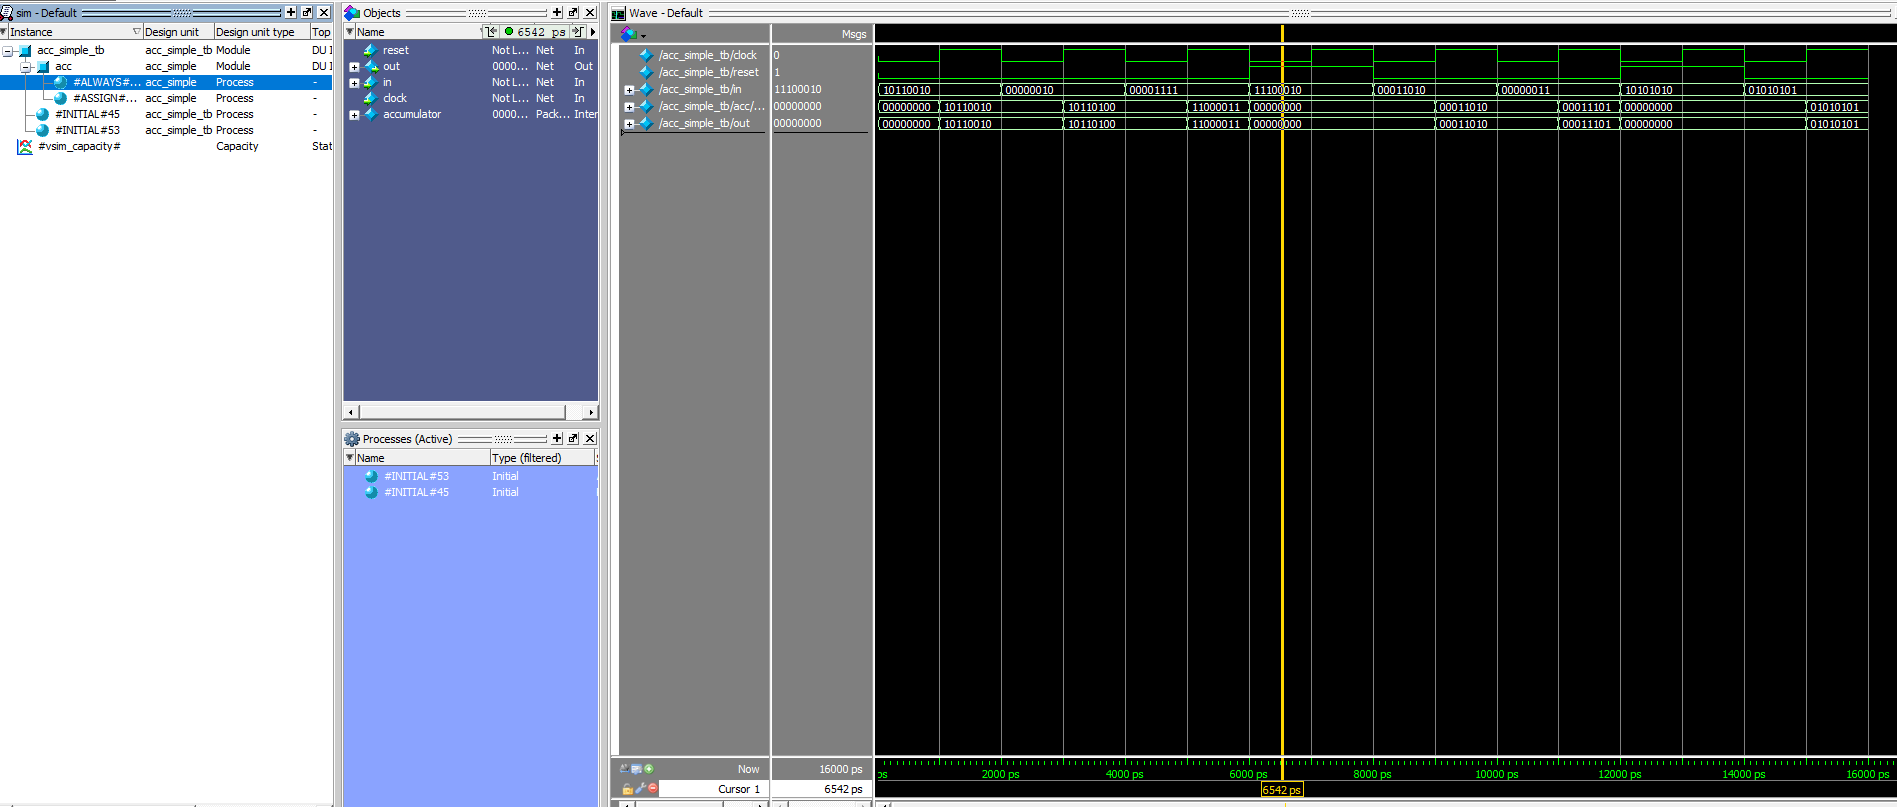 sim - Default
Instance Design unit Design unit type Top
acc_simple_tb acc_simple_tb Module DU I
acc acc_simple Module DU I
#ALWAYS#... acc_simple Process -
#ASSIGN#... acc_simple Process -
#INITIAL#45 acc_simple_tb Process -
#INITIAL#53 acc_simple_tb Process -
#vsim_capacity# Capacity Stat
Objects
Name 6542 ps
reset Not L... Net In
out 0000... Net Out
in Not L... Net In
clock Not L... Net In
accumulator 0000... Pack... Inter
Processes (Active)
Name Type (filtered)
#INITIAL#53 Initial
#INITIAL#45 Initial
Wave - Default
Msgs
/acc_simple_tb/clock 0
/acc_simple_tb/reset 1
/acc_simple_tb/in 11100010 10110010 00000010 00001111 11100010 00011010 00000011 10101010 01010101
/acc_simple_tb/acc/... 00000000 00000000 10110010 10110100 11000011 00000000 00011010 00011101 00000000 01010101
/acc_simple_tb/out 00000000 00000000 10110010 10110100 11000011 00000000 00011010 00011101 00000000 01010101
Now 16000 ps ps 2000 ps 4000 ps 6000 ps 8000 ps 10000 ps 12000 ps 14000 ps 16000 ps
Cursor 1 6542 ps 6542 ps